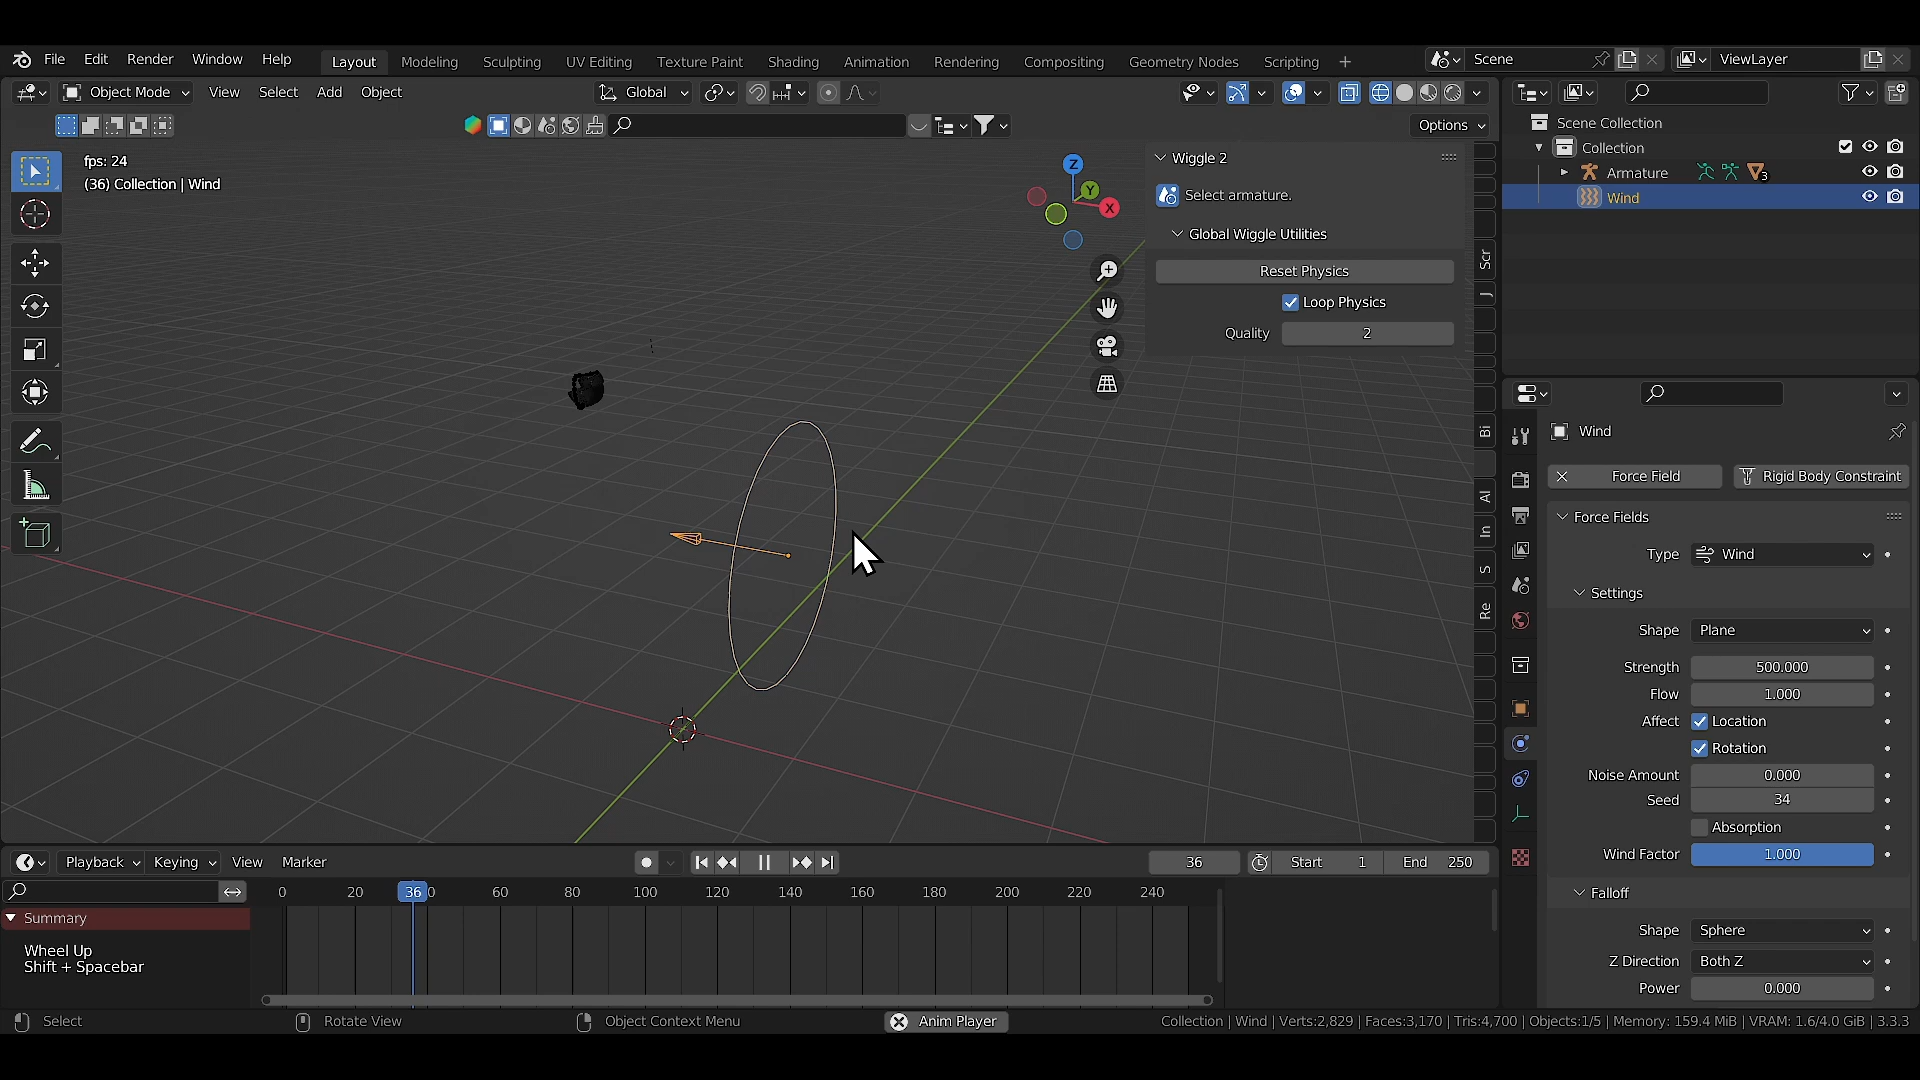 File Edit Render Window Help Layout Modeling Sculpting UV Editing Texture Paint Shading Animation Rendering Compositing Geometry Nodes Scripting + Scene ViewLayer
Object Mode View Select Add Object Global
Options
fps: 24
(36) Collection | Wind
Z
Y
X
Wiggle 2
Select armature.
Global Wiggle Utilities
Reset Physics
Loop Physics
Quality 2
Scr
J
Bi
Al
In
S
Re
Scene Collection
Collection
Armature 3
Wind
Wind
Force Field Rigid Body Constraint
Force Fields
Type Wind
Settings
Shape Plane
Strength 500.000
Flow 1.000
Affect Location
Rotation
Noise Amount 0.000
Seed 34
Absorption
Wind Factor 1.000
Falloff
Shape Sphere
Z Direction Both Z
Power 0.000
Playback Keying View Marker 36 Start 1 End 250
0 20 36 0 60 80 100 120 140 160 180 200 220 240
Summary
Wheel Up
Shift + Spacebar
Select Rotate View Object Context Menu Anim Player Collection | Wind | Verts:2,829 | Faces:3,170 | Tris:4,700 | Objects:1/5 | Memory: 159.4 MiB | VRAM: 1.6/4.0 GiB | 3.3.3